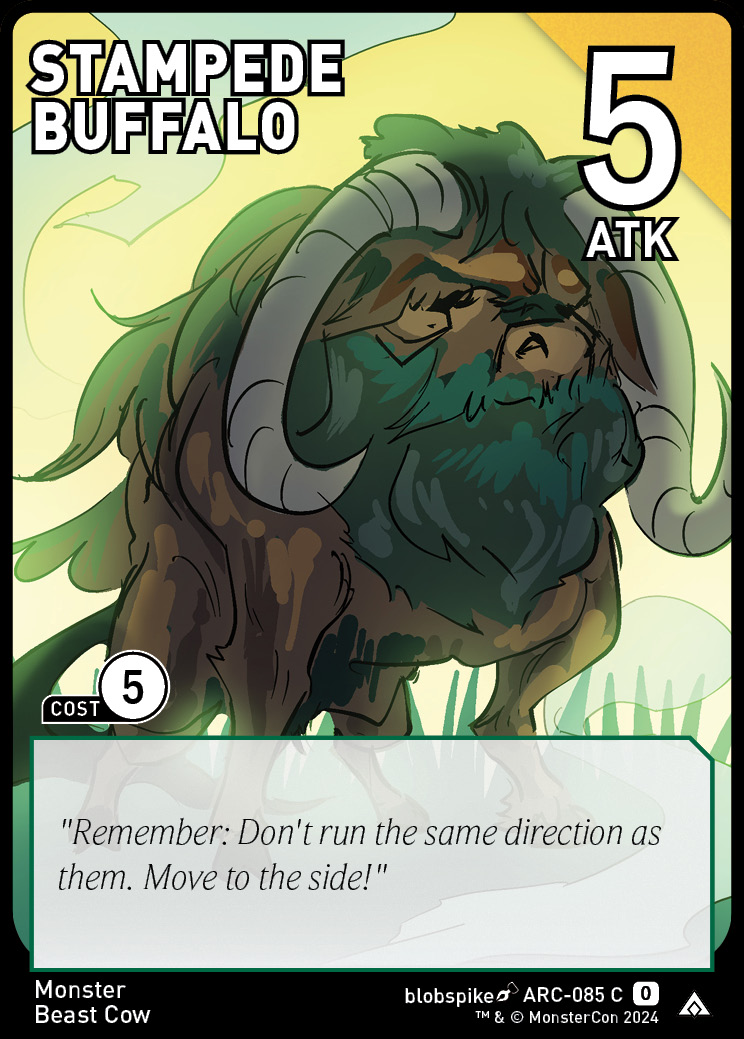 STAMPEDE
BUFFALO
5
ATK
COST 5
"Remember: Don't run the same direction as
them. Move to the side!"
Monster
Beast Cow
blobspike ARC-085 C 0
™ & © MonsterCon 2024